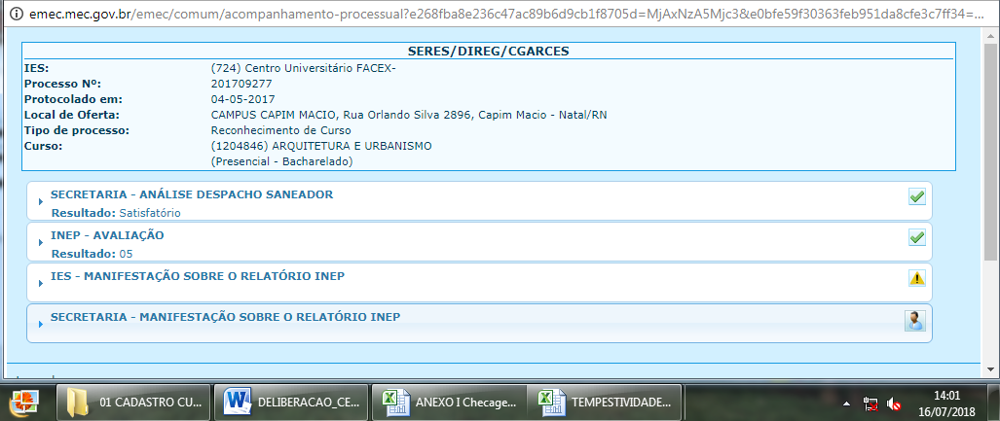 emec.mec.gov.br/emec/comum/acompanhamento-processual?e268fba8e236c47ac89b6d9cb1f8705d=MjAxNzA5Mjc3&e0bfe59f30363feb951da8cfe3c7ff34=...
SERES/DIREG/CGARCES
IES: (724) Centro Universitário FACEX-
Processo Nº: 201709277
Protocolado em: 04-05-2017
Local de Oferta: CAMPUS CAPIM MACIO, Rua Orlando Silva 2896, Capim Macio - Natal/RN
Tipo de processo: Reconhecimento de Curso
Curso: (1204846) ARQUITETURA E URBANISMO
(Presencial - Bacharelado)
SECRETARIA - ANÁLISE DESPACHO SANEADOR
Resultado: Satisfatório
INEP - AVALIAÇÃO
Resultado: 05
IES - MANIFESTAÇÃO SOBRE O RELATÓRIO INEP
SECRETARIA - MANIFESTAÇÃO SOBRE O RELATÓRIO INEP
01 CADASTRO CU... DELIBERACAO_CE... ANEXO I Checage... TEMPESTIVIDADE... 14:01
16/07/2018